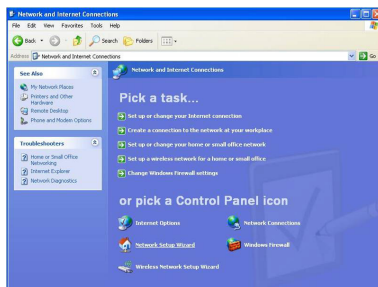 Network and Internet Connections
File Edit View Favorites Tools Help
Back Search Folders
Address Network and Internet Connections Go
See Also
My Network Places
Printers and Other
Hardware
Remote Desktop
Phone and Modem Options
Troubleshooters
Home or Small Office
Networking
Internet Explorer
Network Diagnostics
Network and Internet Connections
Pick a task...
Set up or change your Internet connection
Create a connection to the network at your workplace
Set up or change your home or small office network
Set up a wireless network for a home or small office
Change Windows Firewall settings
or pick a Control Panel icon
Internet Options Network Connections
Network Setup Wizard Windows Firewall
Wireless Network Setup Wizard